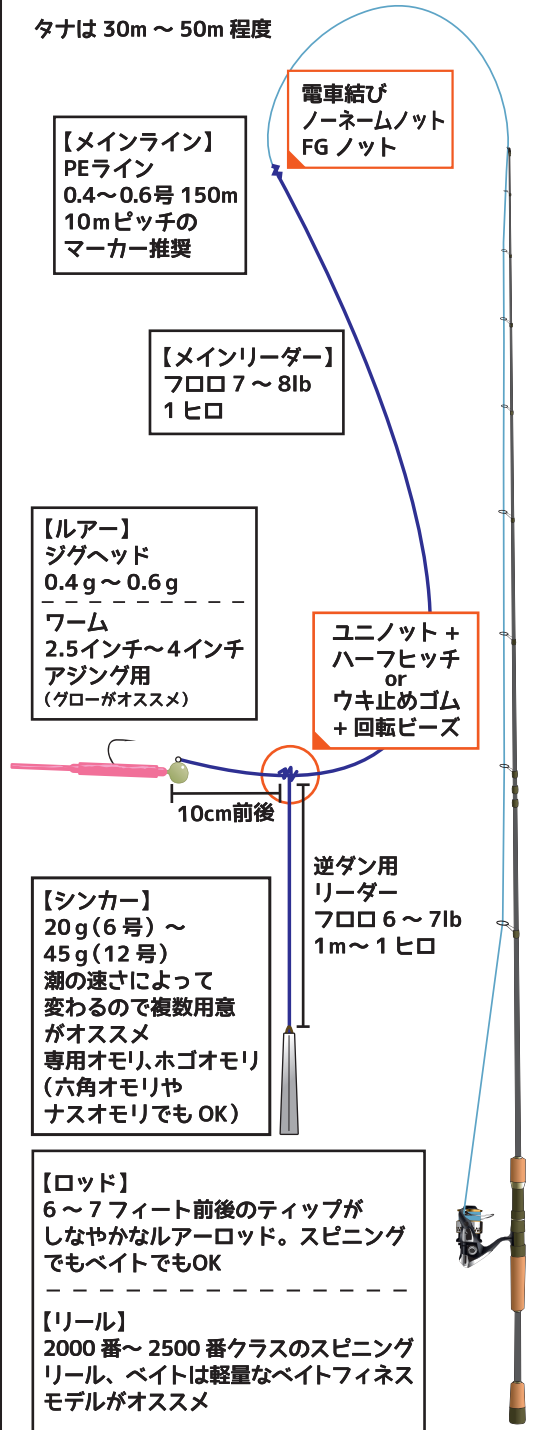 タナは 30m ～ 50m 程度
電車結び
ノーネームノット
FG ノット
【メインライン】
PEライン
0.4～0.6号 150m
10mピッチの
マーカー推奨
【メインリーダー】
フロロ 7 ～ 8lb
1 ヒロ
【ルアー】
ジグヘッド
0.4 g ～ 0.6 g
ワーム
2.5インチ～4インチ
アジング用
(グローがオススメ)
ユニノット +
ハーフヒッチ
or
ウキ止めゴム
+ 回転ビーズ
10cm前後
逆ダン用
リーダー
フロロ 6 ～ 7lb
1m～ 1 ヒロ
【シンカー】
20 g (6 号) ～
45 g (12 号)
潮の速さによって
変わるので複数用意
がオススメ
専用オモリ、ホゴオモリ
(六角オモリや
ナスオモリでも OK)
【ロッド】
6 ～ 7 フィート前後のティップが
しなやかなルアーロッド。スピニング
でもベイトでもOK
【リール】
2000 番～ 2500 番クラスのスピニング
リール、ベイトは軽量なベイトフィネス
モデルがオススメ